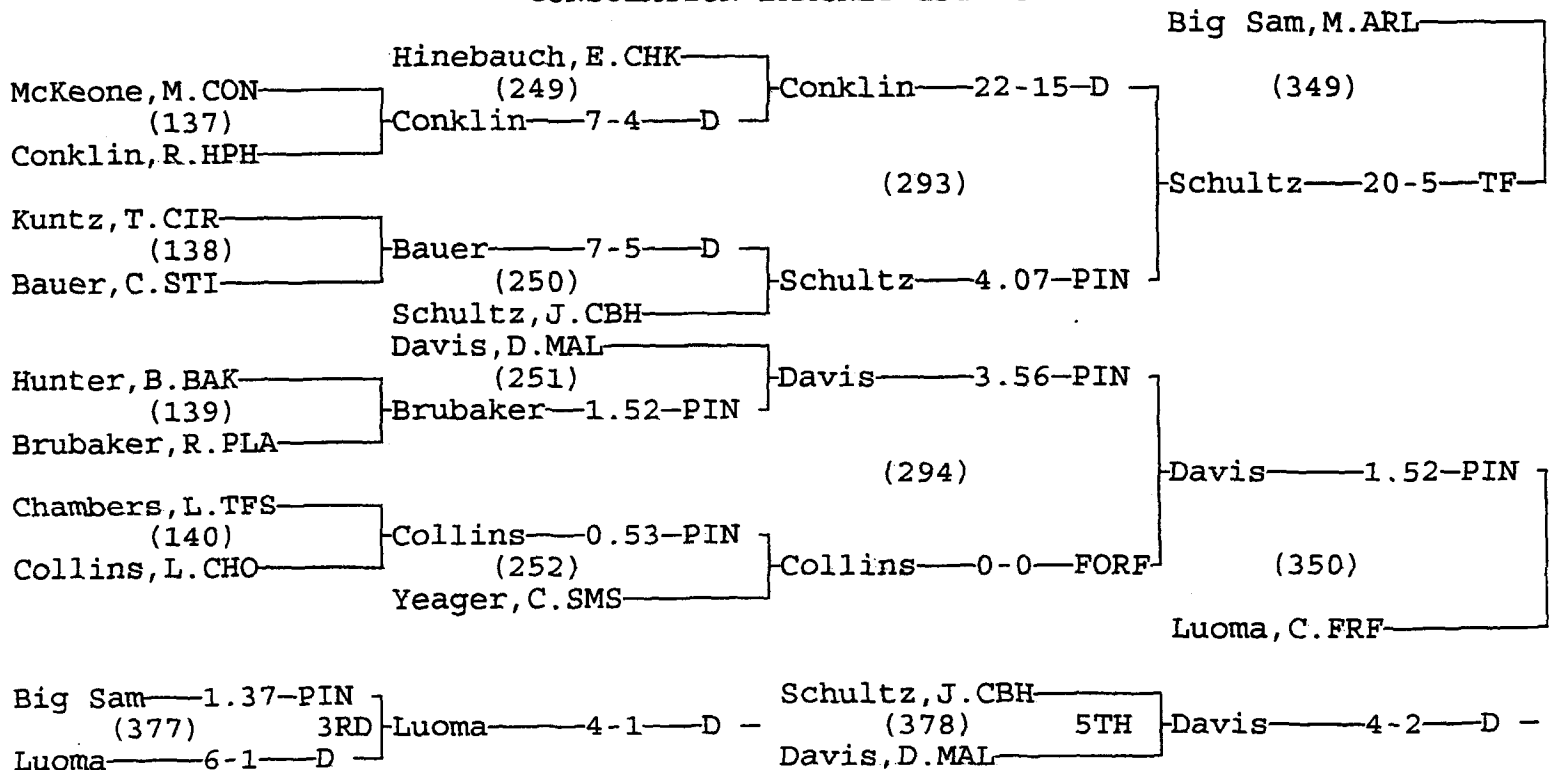 Big Sam,M.ARL
Hinebauch,E.CHK
McKeone,M.CON (249) Conklin 22-15-D (349)
(137) Conklin 7-4 D
Conklin,R.HPH
(293) Schultz 20-5 TF
Kuntz,T.CIR
(138) Bauer 7-5 D
Bauer,C.STI (250) Schultz 4.07-PIN
Schultz,J.CBH
Davis,D.MAL
Hunter,B.BAK (251) Davis 3.56-PIN
(139) Brubaker 1.52-PIN
Brubaker,R.PLA
(294) Davis 1.52-PIN
Chambers,L.TFS
(140) Collins 0.53-PIN
Collins,L.CHO (252) Collins 0-0 FORF (350)
Yeager,C.SMS
Luoma,C.FRF
Big Sam 1.37-PIN Schultz,J.CBH
(377) 3RD Luoma 4-1 D (378) 5TH Davis 4-2 D
Luoma 6-1 D Davis,D.MAL